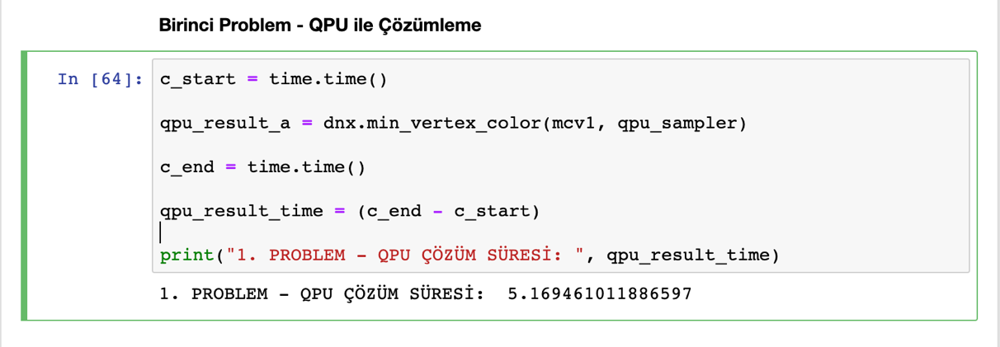 Birinci Problem - QPU ile Çözümleme
In [64]: c_start = time.time()
qpu_result_a = dnx.min_vertex_color(mcv1, qpu_sampler)
c_end = time.time()
qpu_result_time = (c_end - c_start)
print("1. PROBLEM - QPU ÇÖZÜM SÜRESİ: ", qpu_result_time)
1. PROBLEM - QPU ÇÖZÜM SÜRESİ:  5.169461011886597